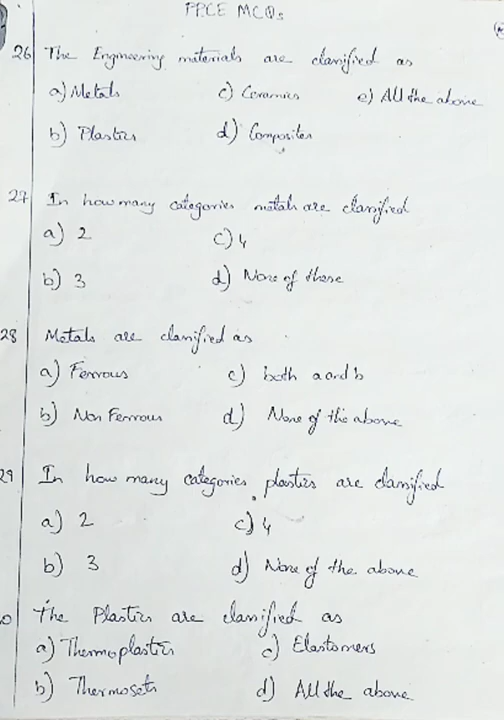 PPCE MCQs
26 The Engineering materials are classified as
a) Metals c) Ceramics e) All the above
b) Plastics d) Composites
27 In how many categories metals are classified
a) 2 c) 4
b) 3 d) None of these
28 Metals are classified as
a) Ferrous c) both a and b
b) Non Ferrous d) None of the above
29 In how many categories plastics are classified
a) 2 c) 4
b) 3 d) None of the above
0 The Plastics are classified as
a) Thermoplastics c) Elastomers
b) Thermosets d) All the above